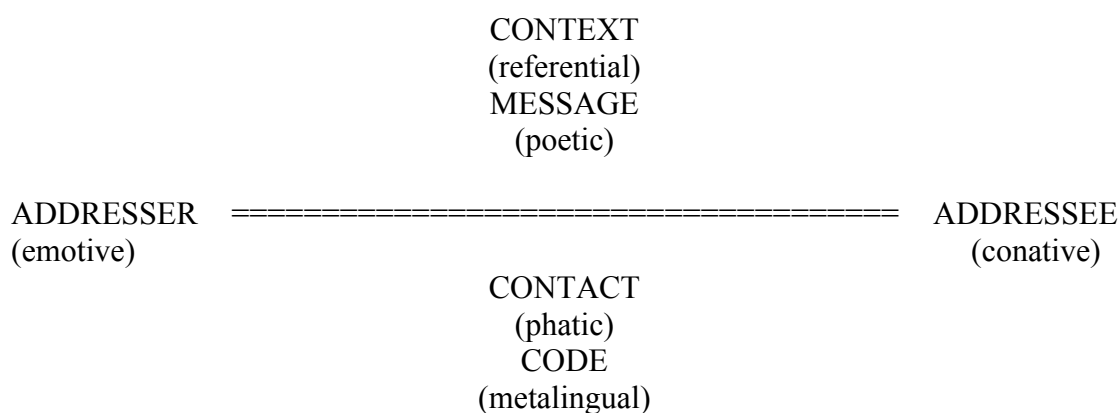 CONTEXT
(referential)
MESSAGE
(poetic)
ADDRESSER ===================================== ADDRESSEE
(emotive) (conative)
CONTACT
(phatic)
CODE
(metalingual)